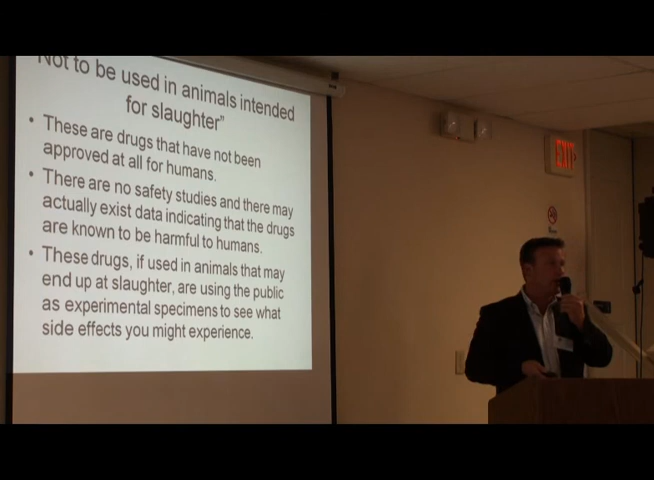 "Not to be used in animals intended
for slaughter"
• These are drugs that have not been
approved at all for humans.
• There are no safety studies and there may
actually exist data indicating that the drugs
are known to be harmful to humans.
• These drugs, if used in animals that may
end up at slaughter, are using the public
as experimental specimens to see what
side effects you might experience.
EXIT